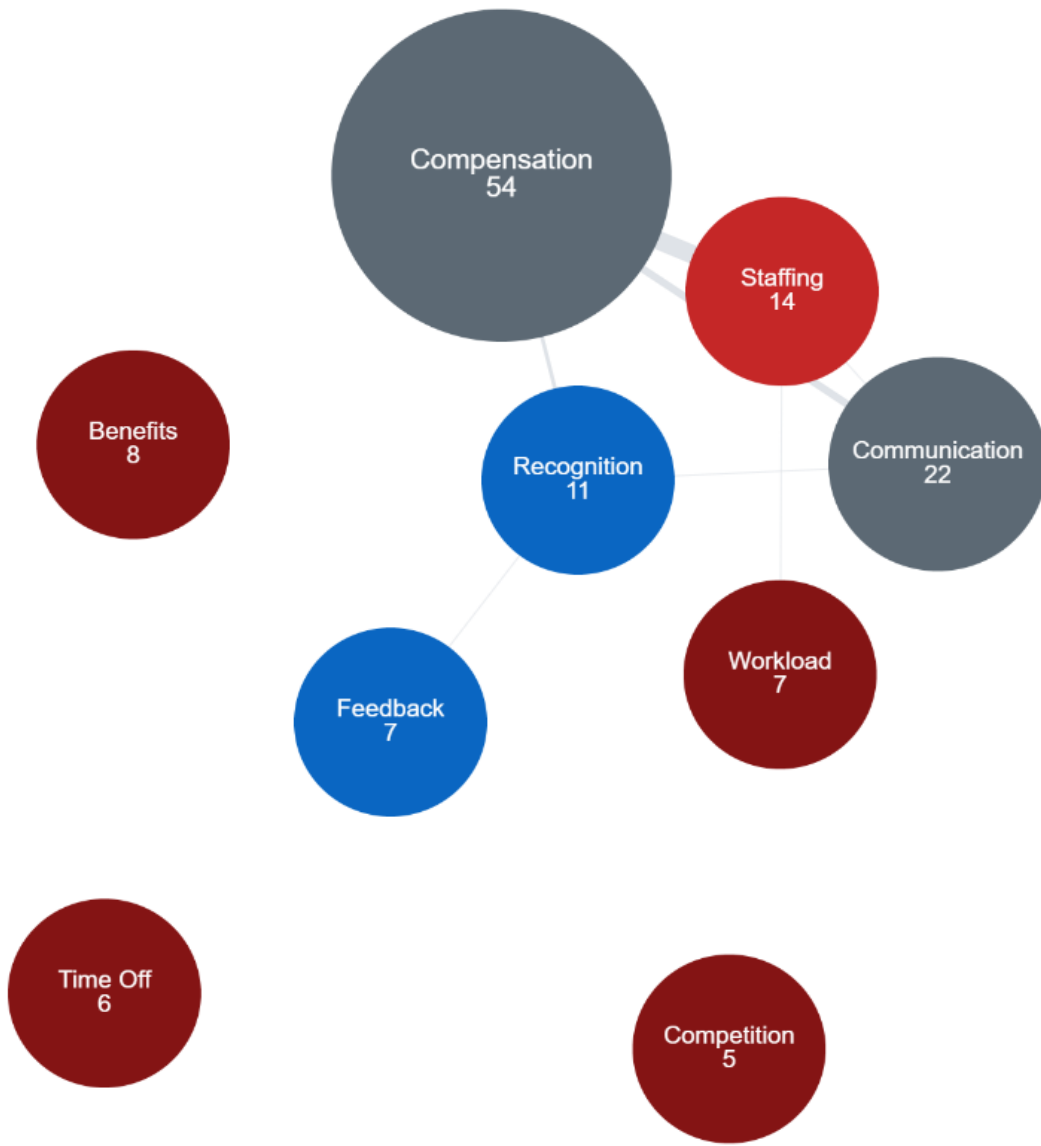 Compensation
54
Staffing
14
Benefits
8
Recognition
11
Communication
22
Workload
7
Feedback
7
Time Off
6
Competition
5